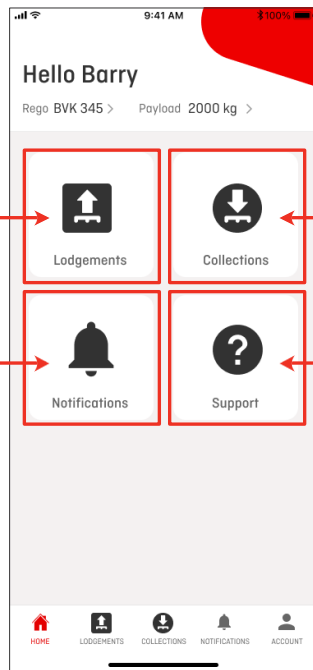 9:41 AM 100%
Hello Barry
Rego BVK 345 > Payload 2000 kg >
Lodgements Collections
?
Notifications Support
HOME LODGEMENTS COLLECTIONS NOTIFICATIONS ACCOUNT